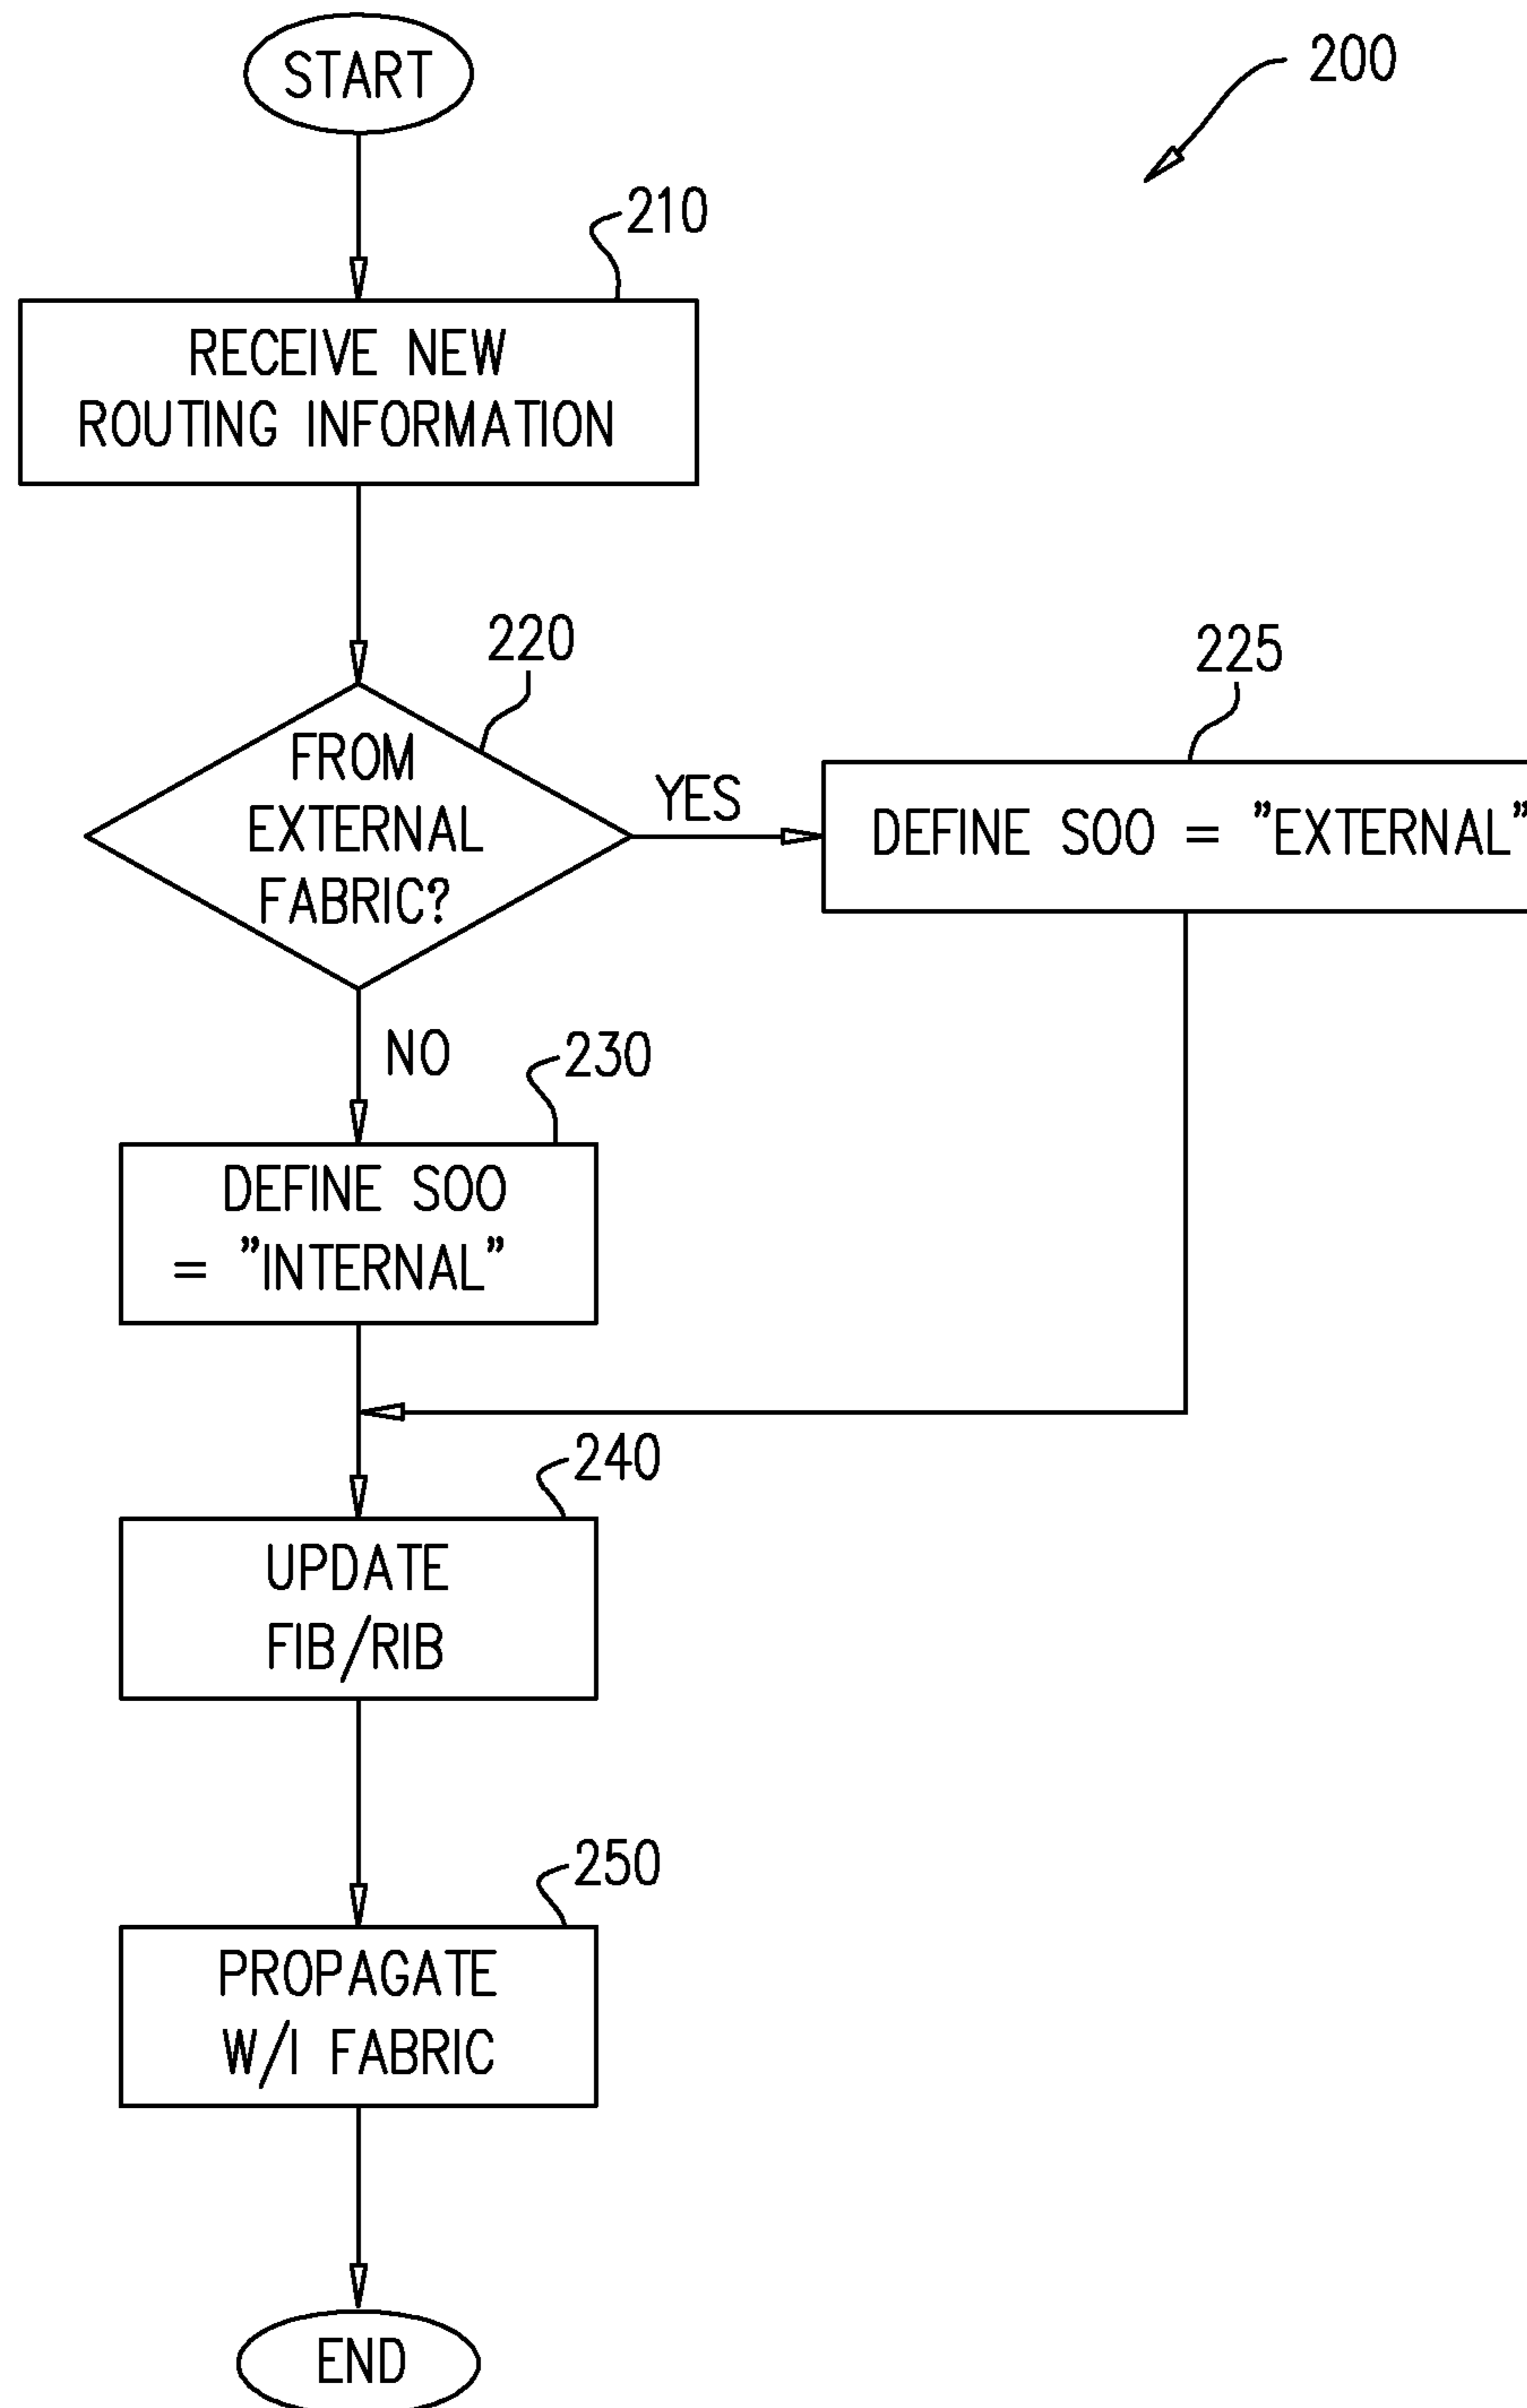 START
200
210
RECEIVE NEW
ROUTING INFORMATION
220
225
FROM
EXTERNAL
FABRIC?
YES
DEFINE SOO = "EXTERNAL"
NO
230
DEFINE SOO
= "INTERNAL"
240
UPDATE
FIB/RIB
250
PROPAGATE
W/I FABRIC
END